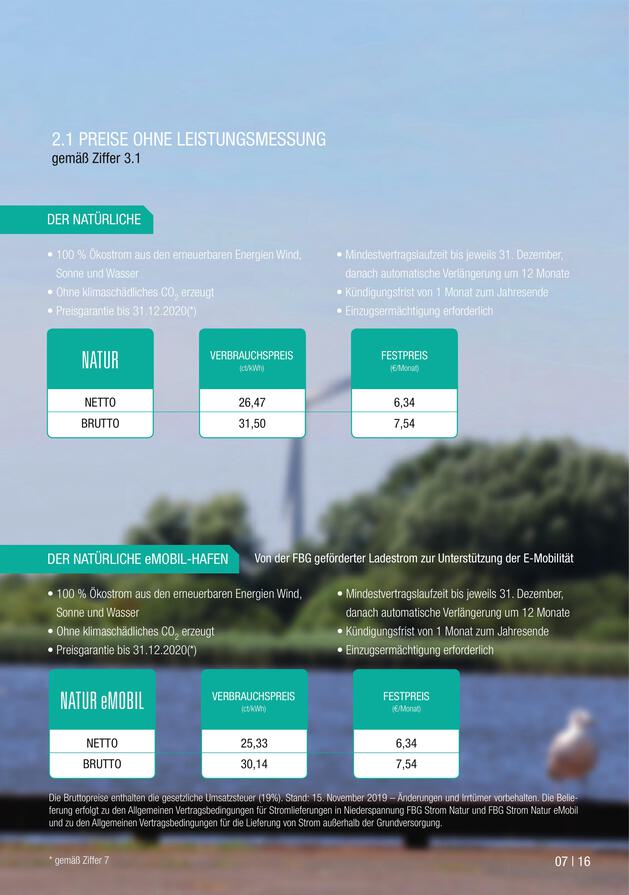 2.1 PREISE OHNE LEISTUNGSMESSUNG
gemäß Ziffer 3.1
DER NATÜRLICHE
• 100 % Ökostrom aus den erneuerbaren Energien Wind,
Sonne und Wasser
• Ohne klimaschädliches CO2 erzeugt
• Preisgarantie bis 31.12.2020(*)
• Mindestvertragslaufzeit bis jeweils 31. Dezember,
danach automatische Verlängerung um 12 Monate
• Kündigungsfrist von 1 Monat zum Jahresende
• Einzugsermächtigung erforderlich
NATUR VERBRAUCHSPREIS FESTPREIS
(ct/kWh) (€/Monat)
NETTO 26,47 6,34
BRUTTO 31,50 7,54
DER NATÜRLICHE eMOBIL-HAFEN Von der FBG geförderter Ladestrom zur Unterstützung der E-Mobilität
• 100 % Ökostrom aus den erneuerbaren Energien Wind,
Sonne und Wasser
• Ohne klimaschädliches CO2 erzeugt
• Preisgarantie bis 31.12.2020(*)
• Mindestvertragslaufzeit bis jeweils 31. Dezember,
danach automatische Verlängerung um 12 Monate
• Kündigungsfrist von 1 Monat zum Jahresende
• Einzugsermächtigung erforderlich
NATUR eMOBIL VERBRAUCHSPREIS FESTPREIS
(ct/kWh) (€/Monat)
NETTO 25,33 6,34
BRUTTO 30,14 7,54
Die Bruttopreise enthalten die gesetzliche Umsatzsteuer (19%). Stand: 15. November 2019 – Änderungen und Irrtümer vorbehalten. Die Belie-
ferung erfolgt zu den Allgemeinen Vertragsbedingungen für Stromlieferungen in Niederspannung FBG Strom Natur und FBG Strom Natur eMobil
und zu den Allgemeinen Vertragsbedingungen für die Lieferung von Strom außerhalb der Grundversorgung.
* gemäß Ziffer 7
07 | 16